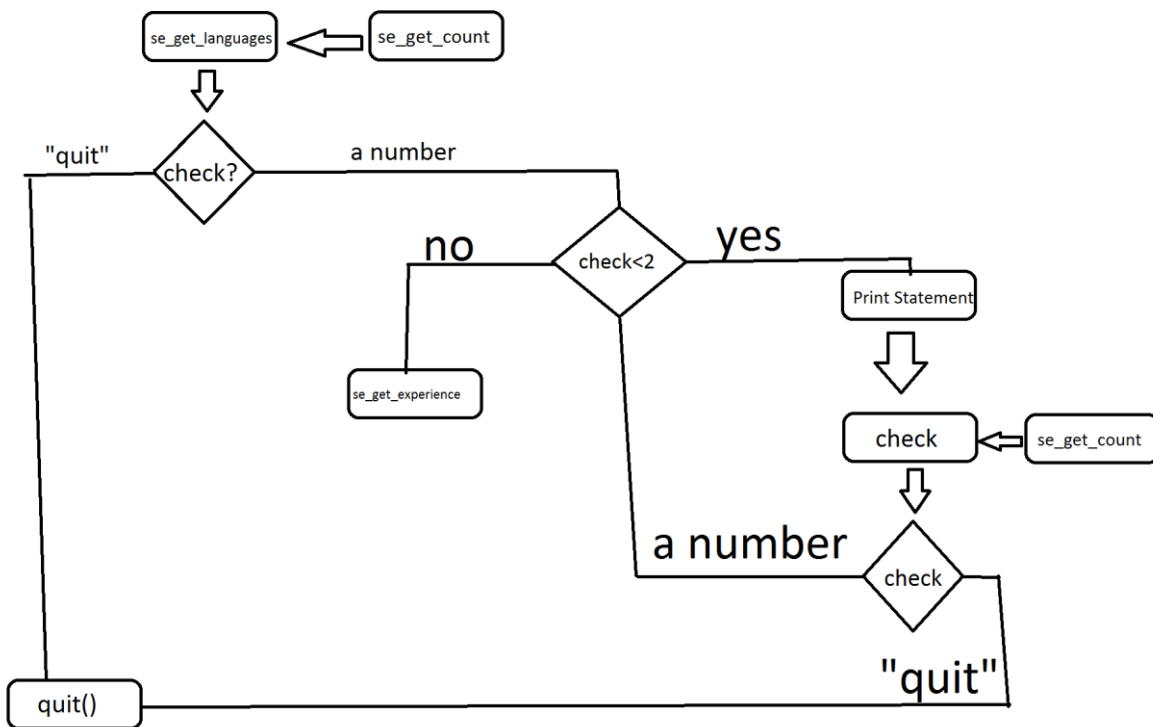 se_get_languages
se_get_count
"quit"
check?
a number
no
check<2
yes
Print Statement
se_get_experience
check
se_get_count
a number
check
"quit"
quit()